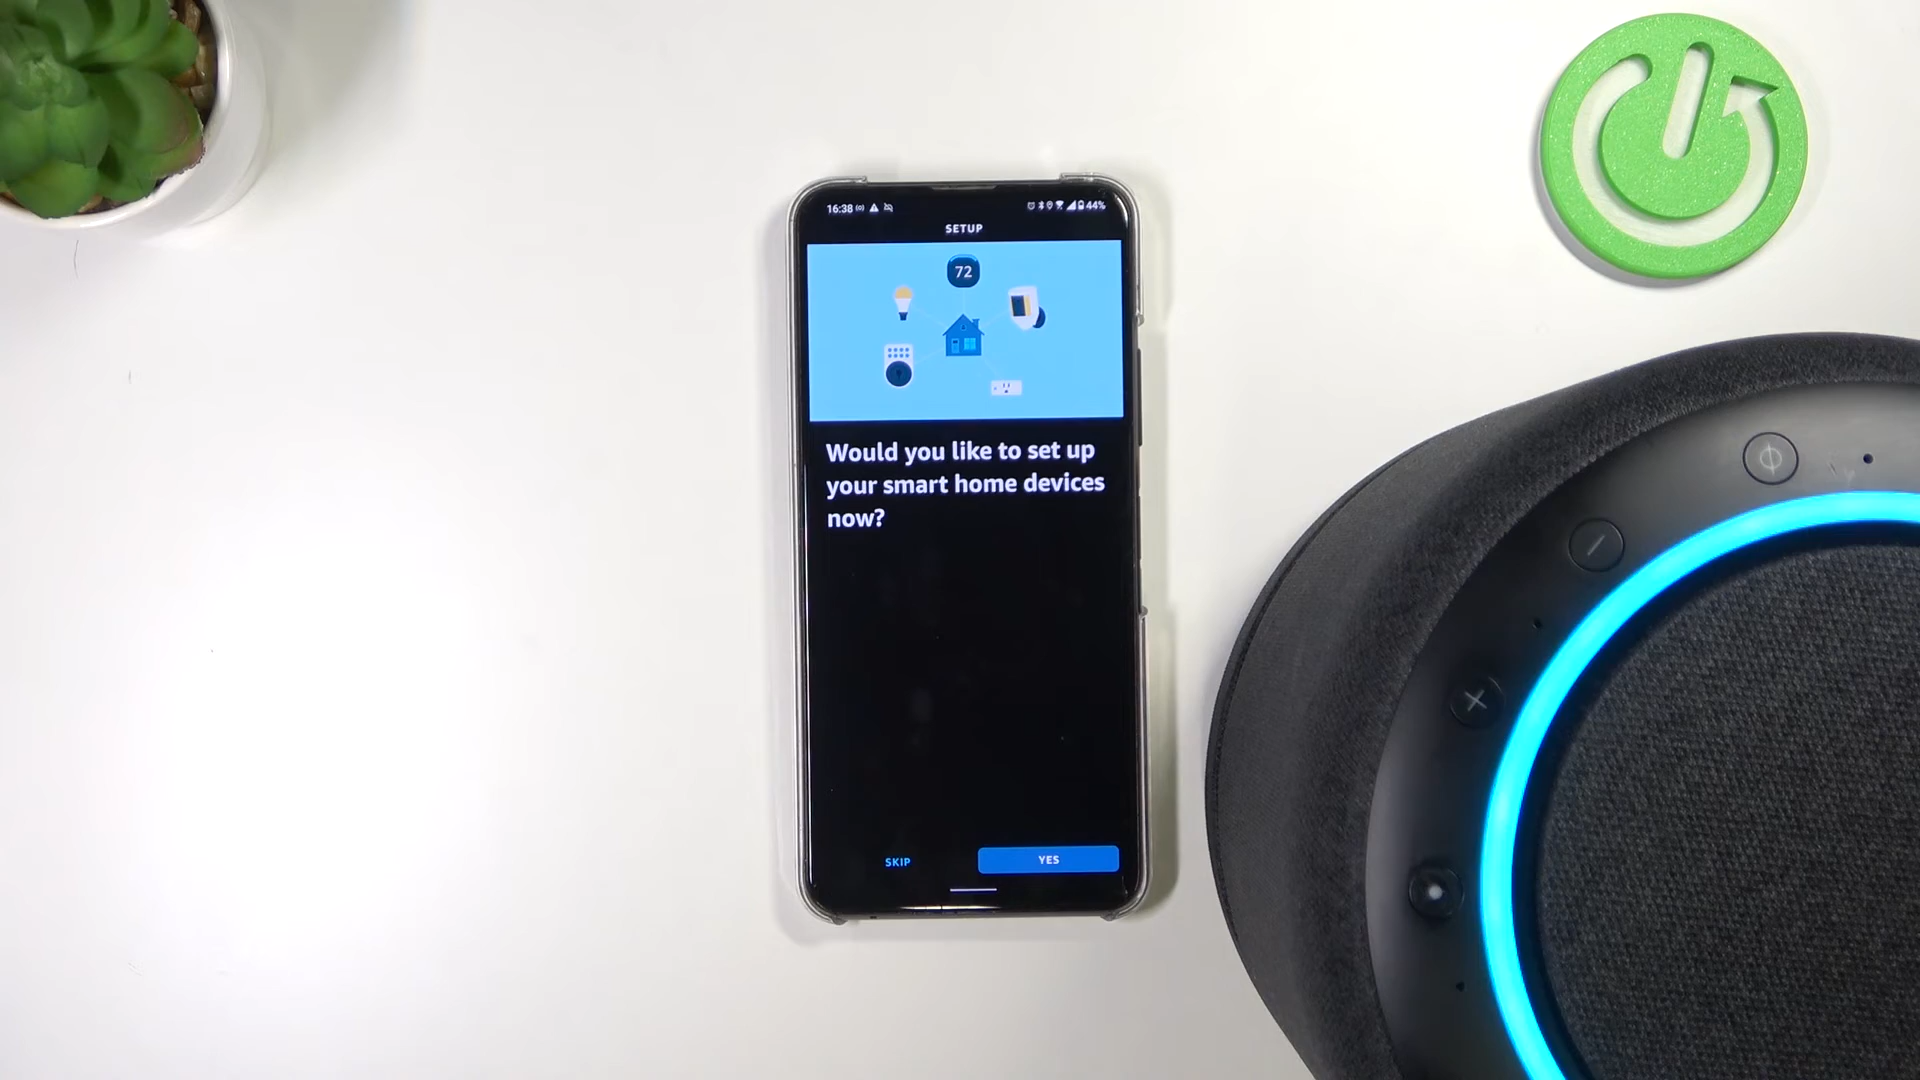 16:38
44%
SETUP
72
Would you like to set up
your smart home devices
now?
SKIP
YES